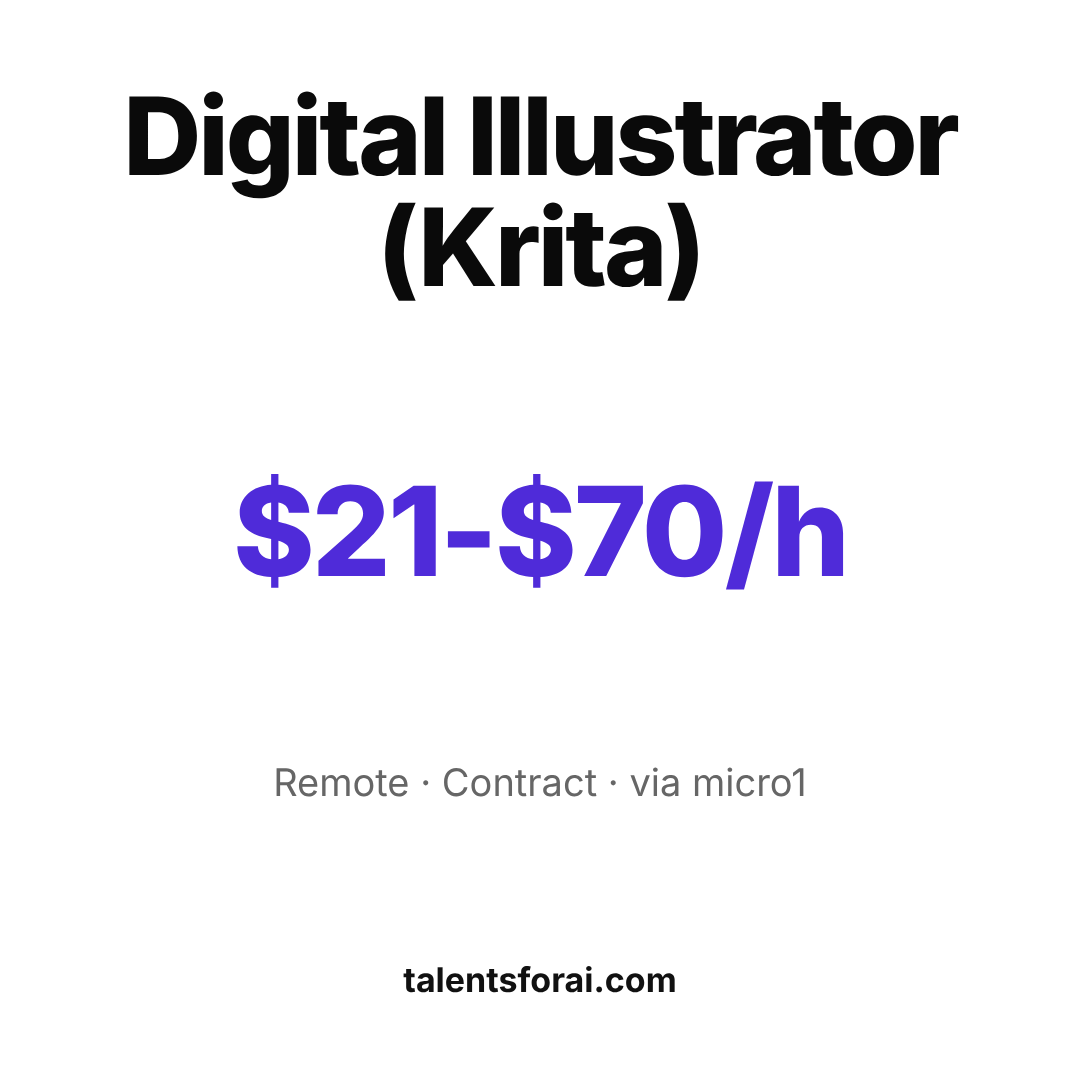 Digital Illustrator
(Krita)
$21-$70/h
Remote · Contract · via micro1
talentsforai.com